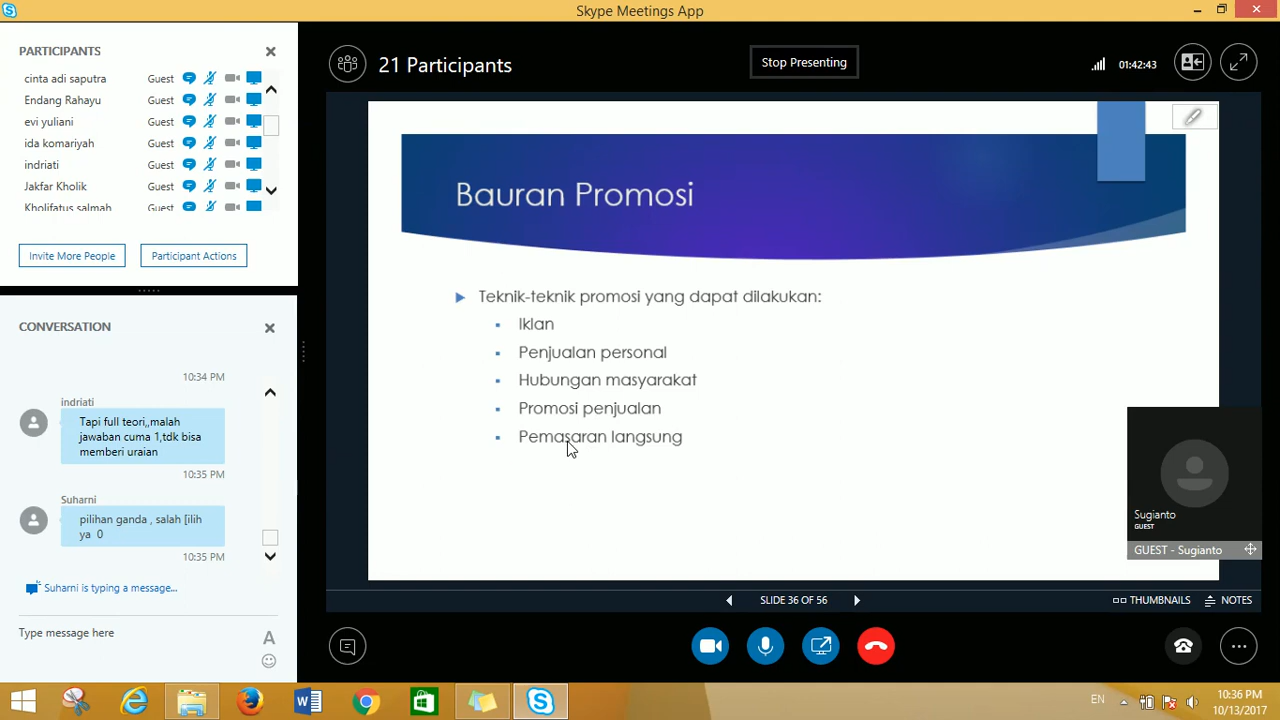 Skype Meetings App
PARTICIPANTS
cinta adi saputra Guest
Endang Rahayu Guest
evi yuliani Guest
ida komariyah Guest
indriati Guest
Jakfar Kholik Guest
Kholifatus salmah Guest
Invite More People
Participant Actions
CONVERSATION
10:34 PM
indriati
Tapi full teori,,malah
jawaban cuma 1,tdk bisa
memberi uraian
10:35 PM
Suharni
pilihan ganda , salah [ilih
ya 0
10:35 PM
Suharni is typing a message...
Type message here
A
21 Participants
Stop Presenting
01:42:43
Bauran Promosi
Teknik-teknik promosi yang dapat dilakukan:
Iklan
Penjualan personal
Hubungan masyarakat
Promosi penjualan
Pemasaran langsung
Sugianto
GUEST
GUEST - Sugianto
SLIDE 36 OF 56
THUMBNAILS
NOTES
EN
10:36 PM
10/13/2017